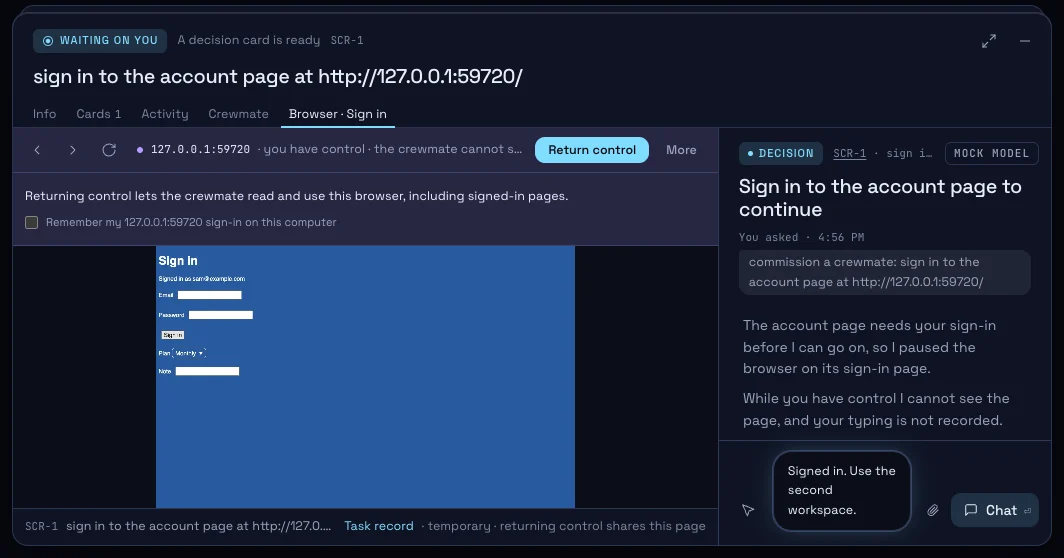 WAITING ON YOU A decision card is ready SCR-1
sign in to the account page at http://127.0.0.1:59720/
Info Cards 1 Activity Crewmate Browser · Sign in
127.0.0.1:59720 · you have control · the crewmate cannot s... Return control More
Returning control lets the crewmate read and use this browser, including signed-in pages.
Remember my 127.0.0.1:59720 sign-in on this computer
Sign in
Signed in as sam@example.com
Email
Password
Sign in
Plan Monthly
Note
SCR-1 sign in to the account page at http://127.0.... Task record · temporary · returning control shares this page
DECISION SCR-1 · sign i... MOCK MODEL
Sign in to the account page to
continue
You asked · 4:56 PM
commission a crewmate: sign in to the
account page at http://127.0.0.1:59720/
The account page needs your sign-in
before I can go on, so I paused the
browser on its sign-in page.
While you have control I cannot see the
page, and your typing is not recorded.
Signed in. Use the
second
workspace.
Chat